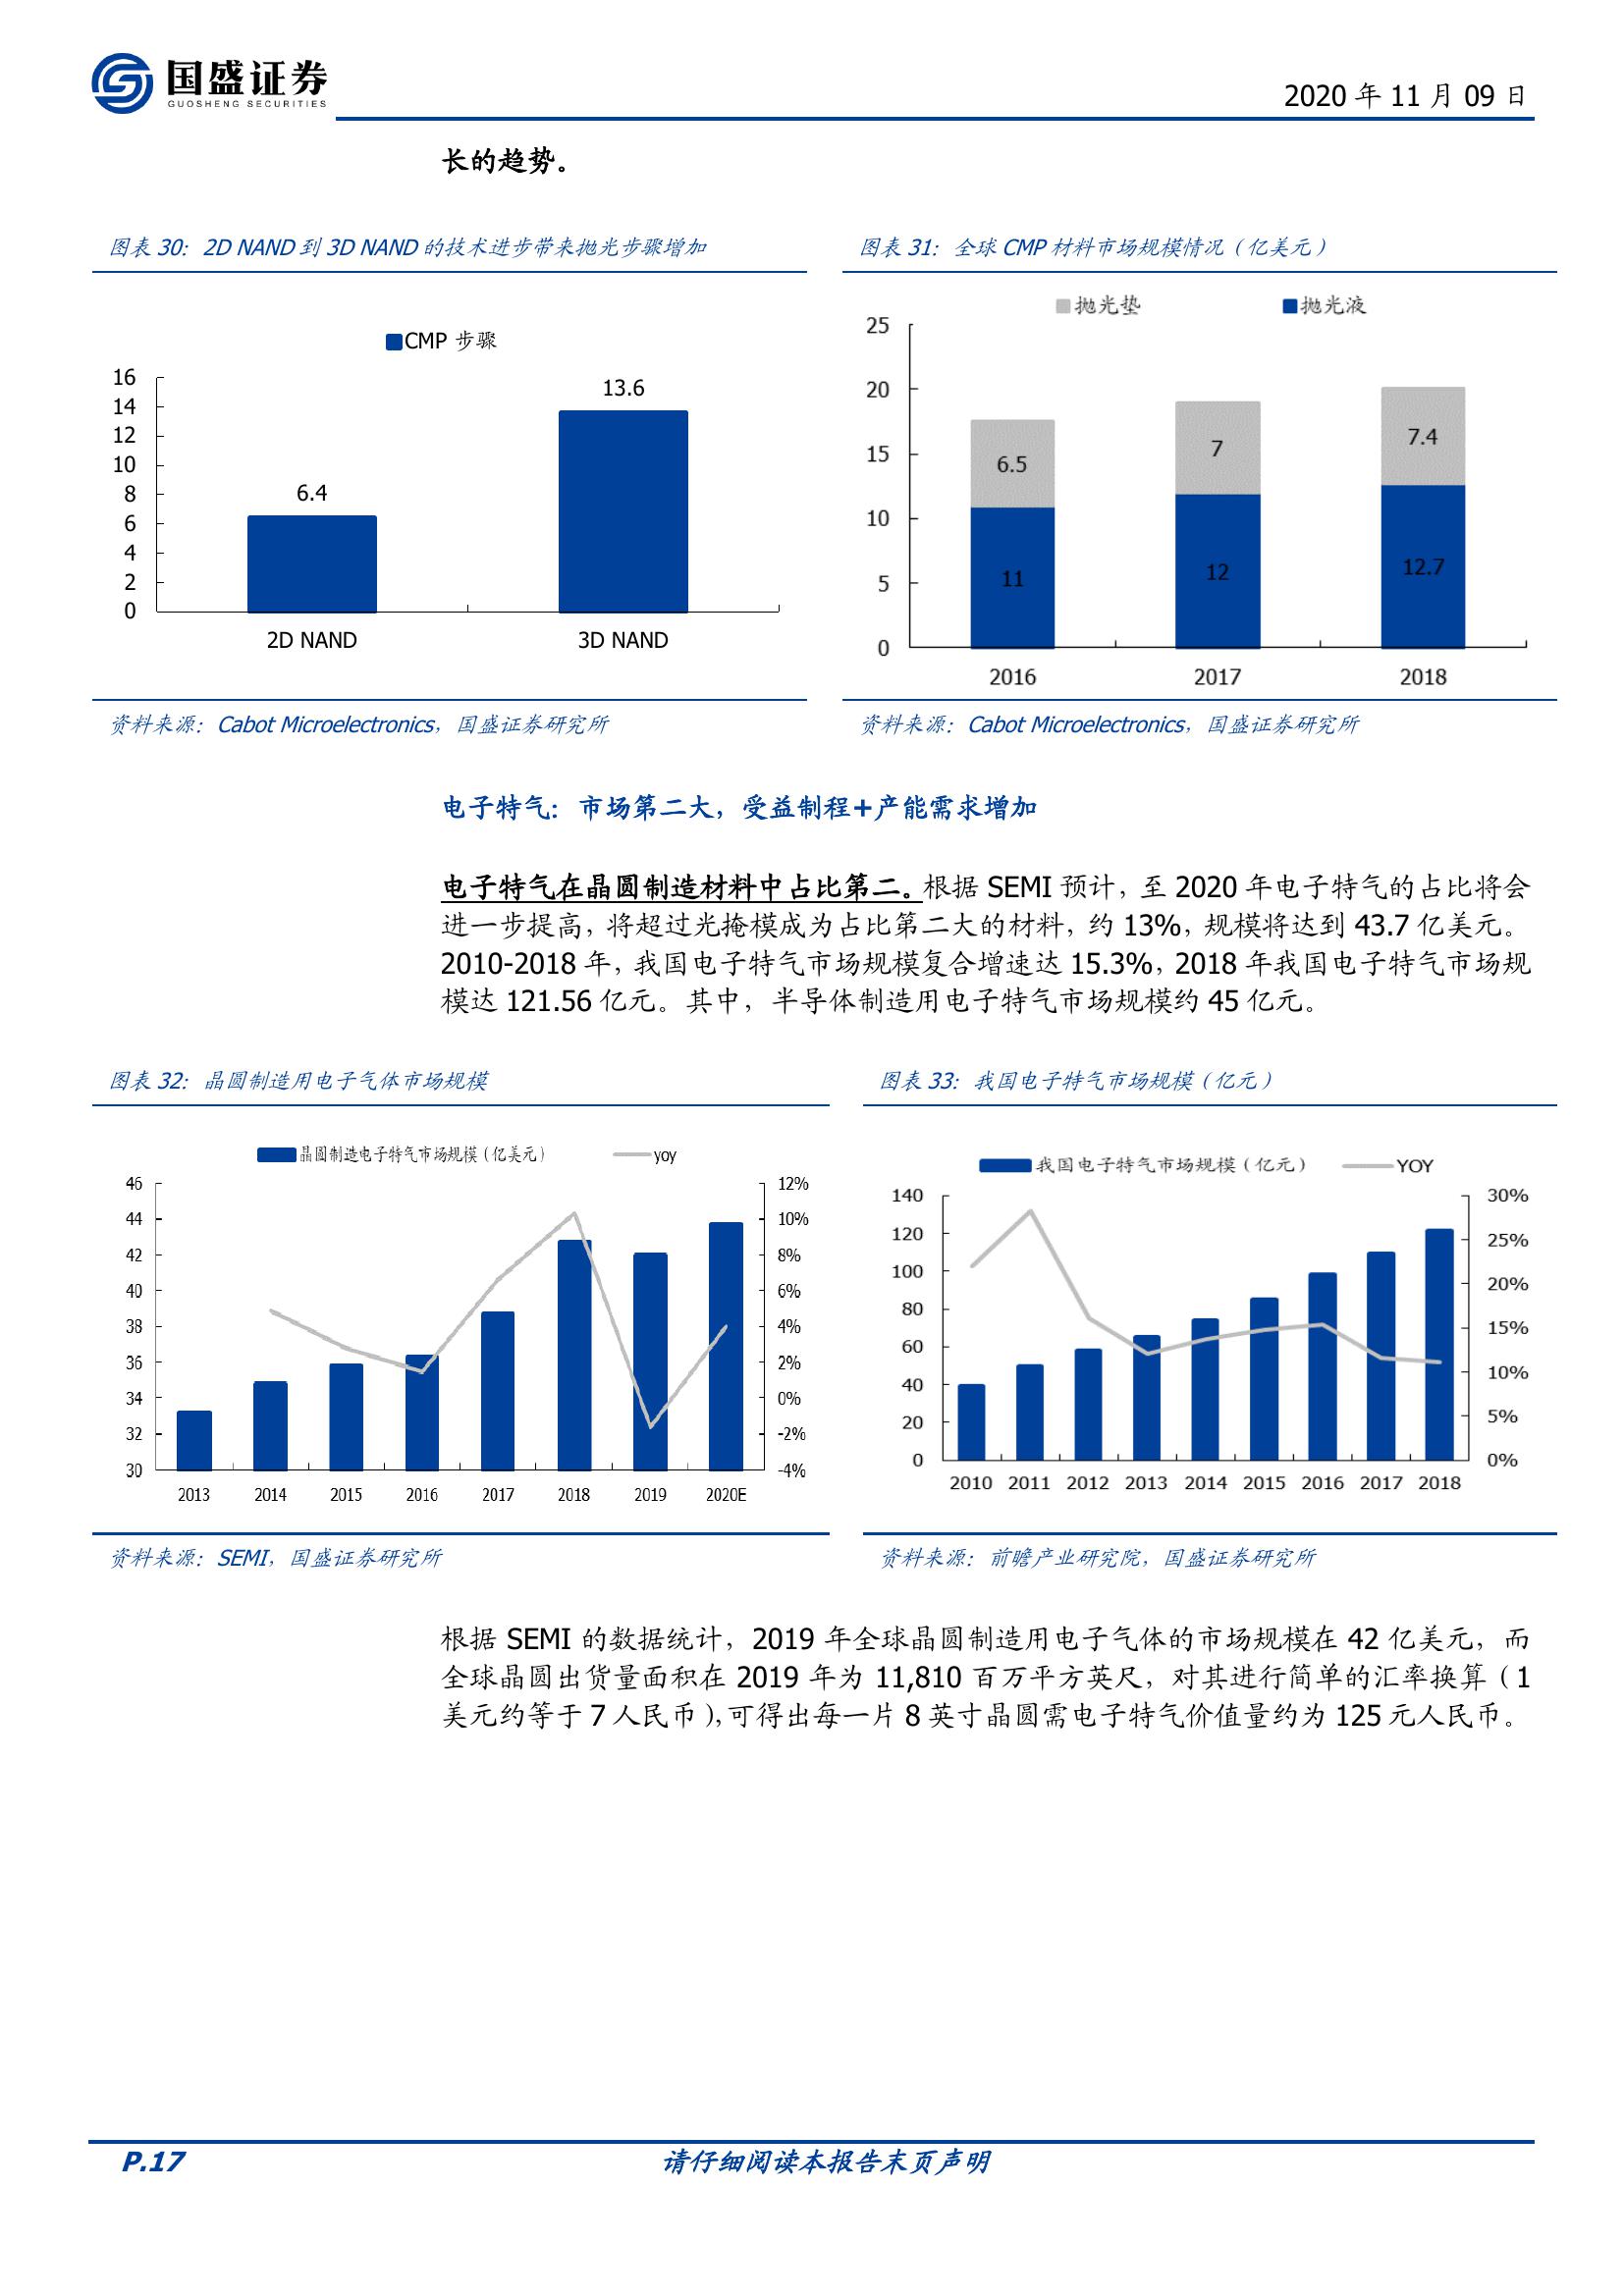 国盛证券
GUOSHENG SECURITIES
2020 年 11 月 09 日
长的趋势。
图表 30：2D NAND 到 3D NAND 的技术进步带来抛光步骤增加
CMP 步骤
16
14
12
10
8
6
4
2
0
6.4
13.6
2D NAND
3D NAND
资料来源：Cabot Microelectronics，国盛证券研究所
图表 31：全球 CMP 材料市场规模情况（亿美元）
抛光垫
抛光液
25
20
15
10
5
0
6.5
7
7.4
11
12
12.7
2016
2017
2018
资料来源：Cabot Microelectronics，国盛证券研究所
电子特气：市场第二大，受益制程+产能需求增加
电子特气在晶圆制造材料中占比第二。根据 SEMI 预计，至 2020 年电子特气的占比将会
进一步提高，将超过光掩模成为占比第二大的材料，约 13%，规模将达到 43.7 亿美元。
2010-2018 年，我国电子特气市场规模复合增速达 15.3%，2018 年我国电子特气市场规
模达 121.56 亿元。其中，半导体制造用电子特气市场规模约 45 亿元。
图表 32：晶圆制造用电子气体市场规模
晶圆制造电子特气市场规模（亿美元）
yoy
46
44
42
40
38
36
34
32
30
12%
10%
8%
6%
4%
2%
0%
-2%
-4%
2013
2014
2015
2016
2017
2018
2019
2020E
资料来源：SEMI，国盛证券研究所
图表 33：我国电子特气市场规模（亿元）
我国电子特气市场规模（亿元）
YOY
140
120
100
80
60
40
20
0
30%
25%
20%
15%
10%
5%
0%
2010
2011
2012
2013
2014
2015
2016
2017
2018
资料来源：前瞻产业研究院，国盛证券研究所
根据 SEMI 的数据统计，2019 年全球晶圆制造用电子气体的市场规模在 42 亿美元，而
全球晶圆出货量面积在 2019 年为 11,810 百万平方英尺，对其进行简单的汇率换算（1
美元约等于 7 人民币），可得出每一片 8 英寸晶圆需电子特气价值量约为 125 元人民币。
P.17
请仔细阅读本报告末页声明